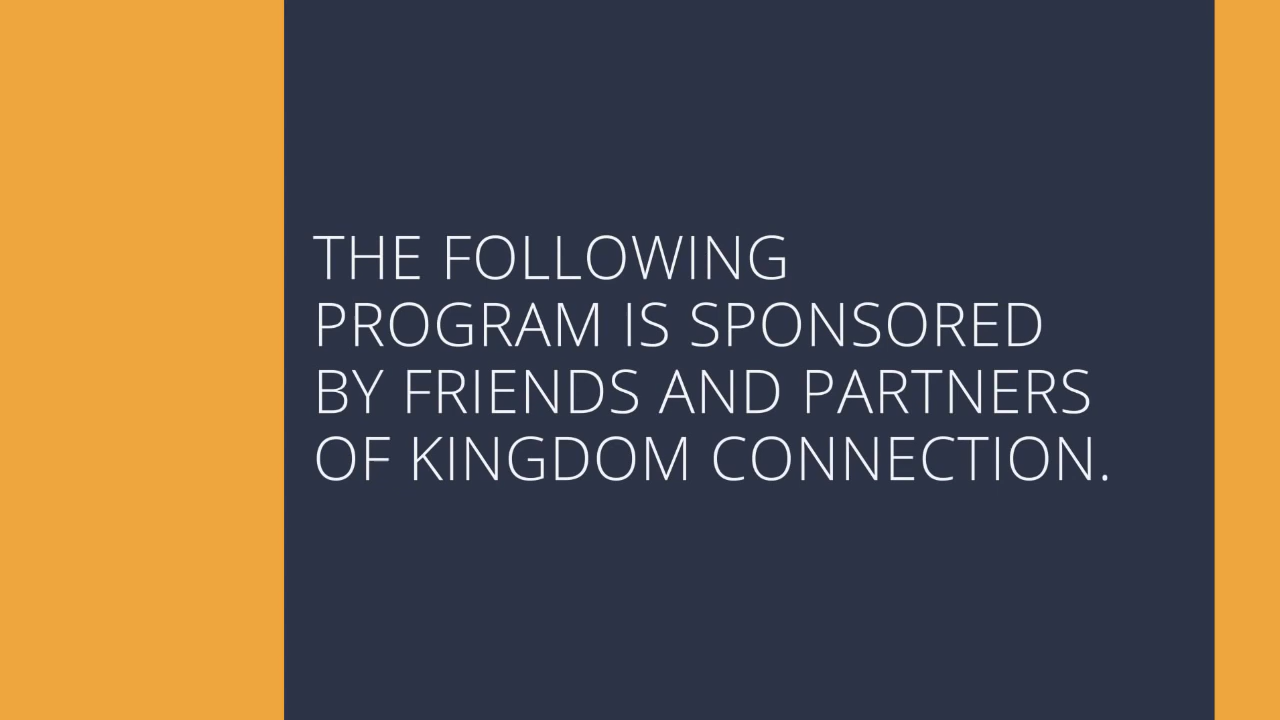 THE FOLLOWING
PROGRAM IS SPONSORED
BY FRIENDS AND PARTNERS
OF KINGDOM CONNECTION.